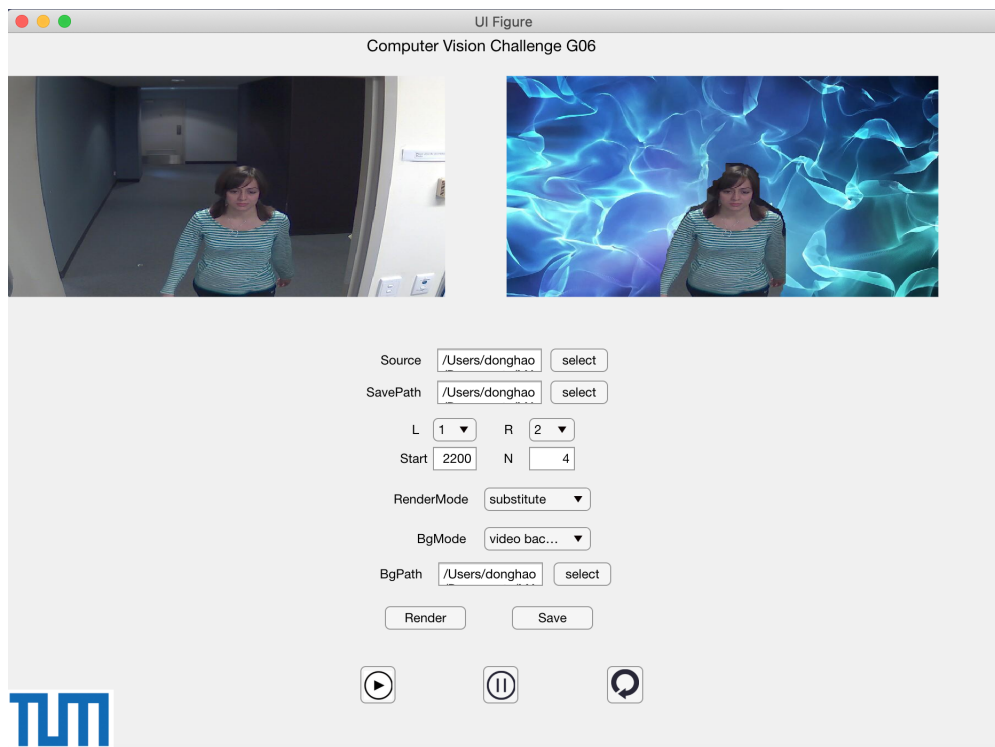 UI Figure
Computer Vision Challenge G06
Source /Users/donghao select
SavePath /Users/donghao select
L 1 R 2
Start 2200 N 4
RenderMode substitute
BgMode video bac...
BgPath /Users/donghao select
Render Save
TUM